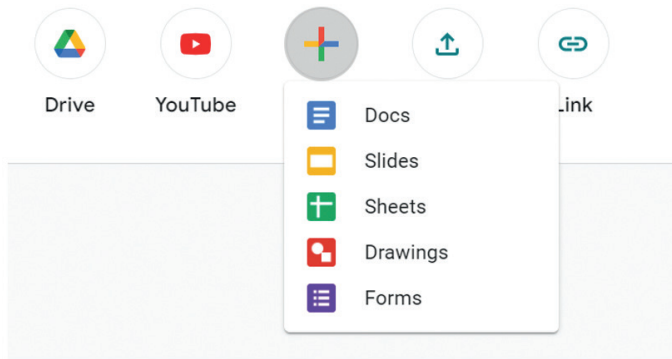 Drive
YouTube
Link
Docs
Slides
Sheets
Drawings
Forms